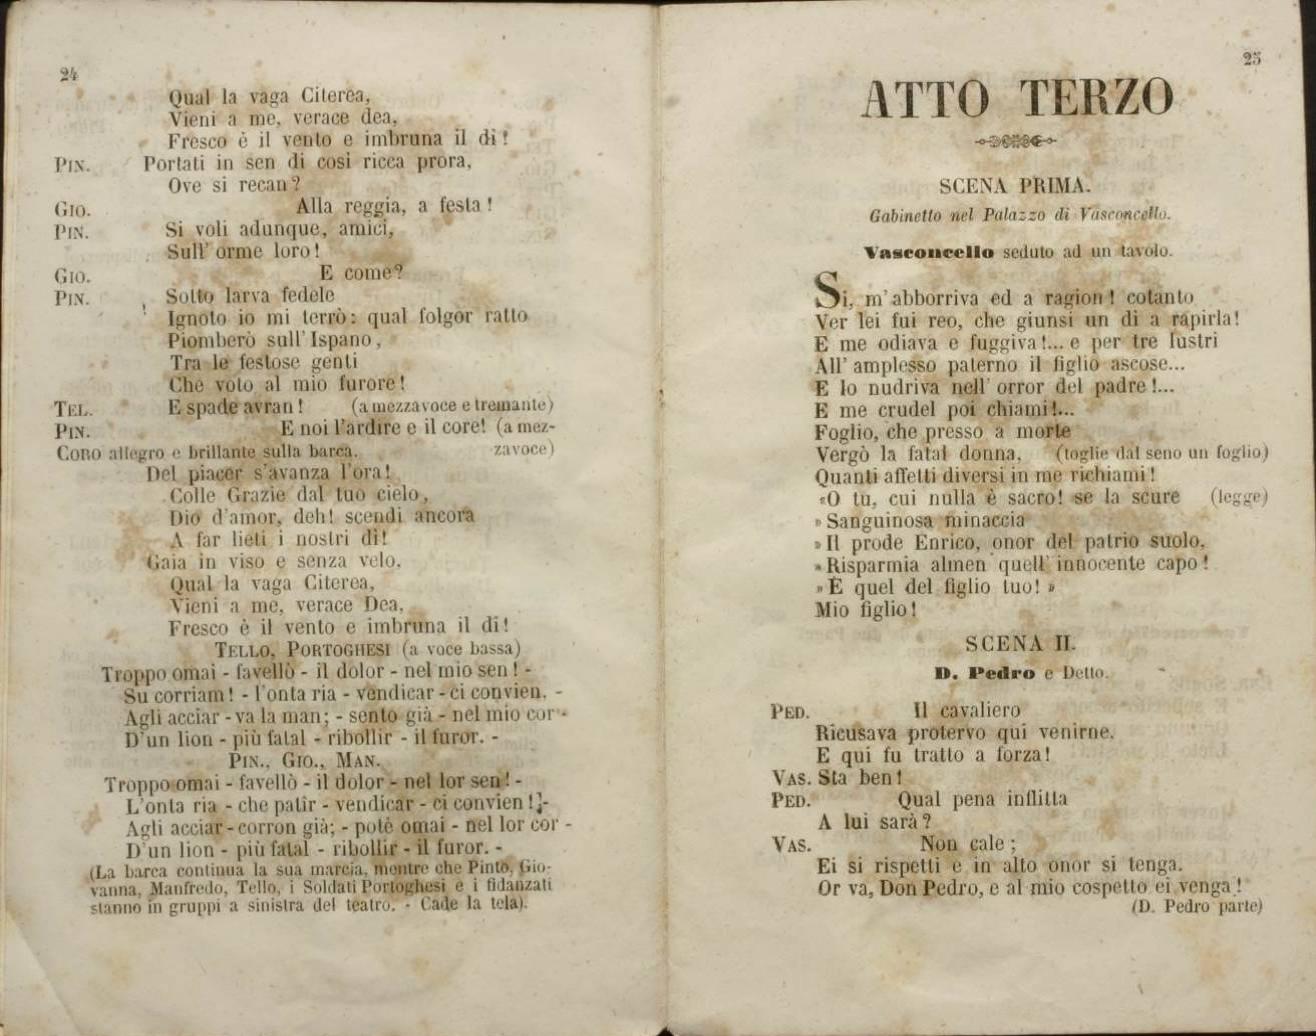 24
Qual la vaga Citerea,
Vieni a me, verace dea,
Fresco è il vento e imbruna il di!
PIN. Portati in sen di cosi ricca prora,
Ove si recan?
GIO. Alla reggia, a festa!
PIN. Si voli adunque, amici,
Sull' orme loro!
GIO. E come?
PIN. Sotto larva fedele
Ignoto io mi terrò: qual folgor ratto
Piomberò sull' Ispano,
Tra le festose genti
Che voto al mio furore!
TEL. E spade avran! (a mezzavoce e tremante)
PIN. E noi l'ardire e il core! (a mez-
CORO allegro e brillante sulla barca. zavoce)
Del piacer s'avanza l'ora!
Colle Grazie dal tuo cielo,
Dio d'amor, deh! scendi ancora
A far lieti i nostri dì!
Gaia in viso e senza velo,
Qual la vaga Citerea,
Vieni a me, verace Dea,
Fresco è il vento e imbruna il dì!
TELLO, PORTOGHESI (a voce bassa)
Troppo omai - favellò - il dolor - nel mio sen! -
Su corriam! - l'onta ria - vendicar - ci convien. -
Agli acciar - va la man; - sento già - nel mio cor -
D'un lion - più fatal - ribollir - il furor. -
PIN., GIO., MAN.
Troppo omai - favellò - il dolor - nel lor sen! -
L'onta ria - che patîr - vendicar - ci convien! -
Agli acciar - corron già; - potè omai - nel lor cor -
D'un lion - più fatal - ribollir - il furor. -
(La barca continua la sua marcia, mentre che Pinto, Gio-
vanna, Manfredo, Tello, i Soldati Portoghesi e i fidanzati
stanno in gruppi a sinistra del teatro. - Cade la tela).
25
ATTO TERZO
SCENA PRIMA.
Gabinetto nel Palazzo di Vasconcello.
Vasconcello seduto ad un tavolo.
Si, m'abborriva ed a ragion! cotanto
Ver lei fui reo, che giunsi un di a rapirla!
E me odiava e fuggiva!... e per tre lustri
All' amplesso paterno il figlio ascose...
E lo nudriva nell' orror del padre!...
E me crudel poi chiami!...
Foglio, che presso a morte
Vergò la fatal donna, (toglie dal seno un foglio)
Quanti affetti diversi in me richiami!
«O tu, cui nulla è sacro! se la scure (legge)
» Sanguinosa minaccia
» Il prode Enrico, onor del patrio suolo,
» Risparmia almen quell' innocente capo!
» È quel del figlio tuo! »
Mio figlio!
SCENA II.
D. Pedro e Detto.
PED. Il cavaliero
Ricusava protervo qui venirne,
E qui fu tratto a forza!
VAS. Sta ben!
PED. Qual pena inflitta
A lui sarà?
VAS. Non cale;
Ei si rispetti e in alto onor si tenga.
Or va, Don Pedro, e al mio cospetto ei venga!
(D. Pedro parte)